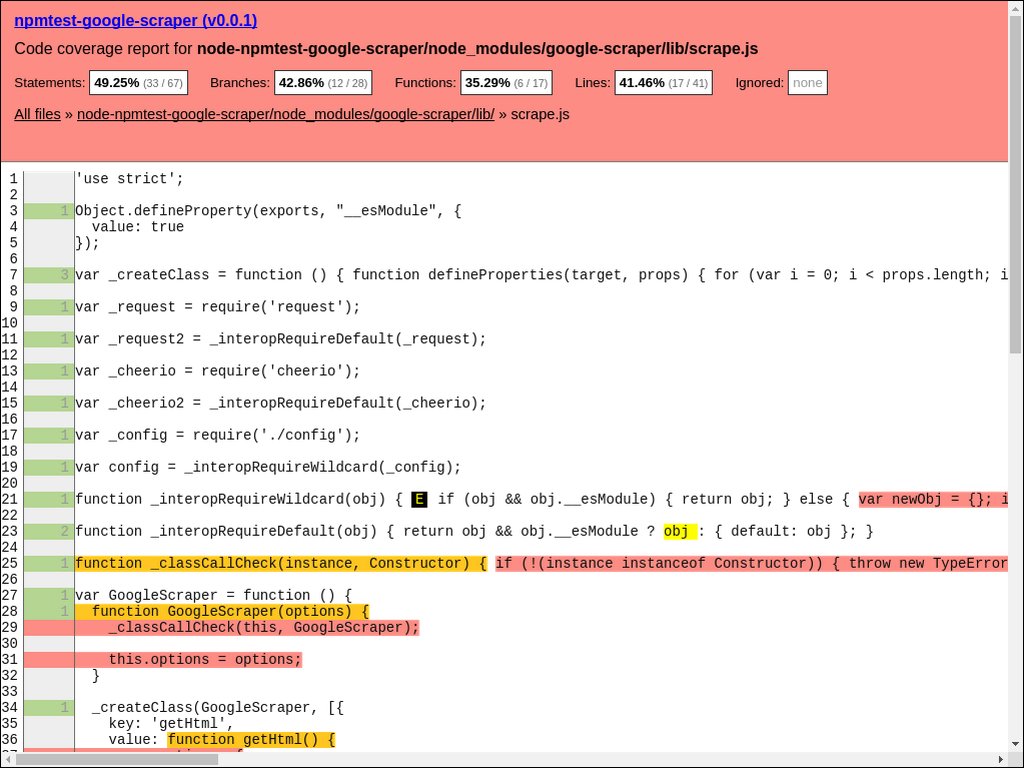 npmtest-google-scraper (v0.0.1)
Code coverage report for node-npmtest-google-scraper/node_modules/google-scraper/lib/scrape.js
Statements: 49.25% (33 / 67) Branches: 42.86% (12 / 28) Functions: 35.29% (6 / 17) Lines: 41.46% (17 / 41) Ignored: none
All files » node-npmtest-google-scraper/node_modules/google-scraper/lib/ » scrape.js
1 'use strict';
2
3 1 Object.defineProperty(exports, "__esModule", {
4 value: true
5 });
6
7 3 var _createClass = function () { function defineProperties(target, props) { for (var i = 0; i < props.length; i
8
9 1 var _request = require('request');
10
11 1 var _request2 = _interopRequireDefault(_request);
12
13 1 var _cheerio = require('cheerio');
14
15 1 var _cheerio2 = _interopRequireDefault(_cheerio);
16
17 1 var _config = require('./config');
18
19 1 var config = _interopRequireWildcard(_config);
20
21 1 function _interopRequireWildcard(obj) { E if (obj && obj.__esModule) { return obj; } else { var newObj = {}; i
22
23 2 function _interopRequireDefault(obj) { return obj && obj.__esModule ? obj : { default: obj }; }
24
25 1 function _classCallCheck(instance, Constructor) { if (!(instance instanceof Constructor)) { throw new TypeError
26
27 1 var GoogleScraper = function () {
28 1 function GoogleScraper(options) {
29 _classCallCheck(this, GoogleScraper);
30
31 this.options = options;
32 }
33
34 1 _createClass(GoogleScraper, [{
35 key: 'getHtml',
36 value: function getHtml() {